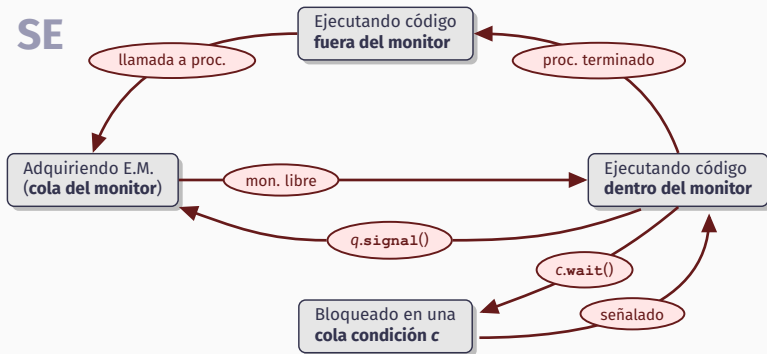 SE
Ejecutando código
fuera del monitor
llamada a proc.
proc. terminado
Adquiriendo E.M.
(cola del monitor)
mon. libre
Ejecutando código
dentro del monitor
q.signal()
c.wait()
Bloqueado en una
cola condición c
señalado